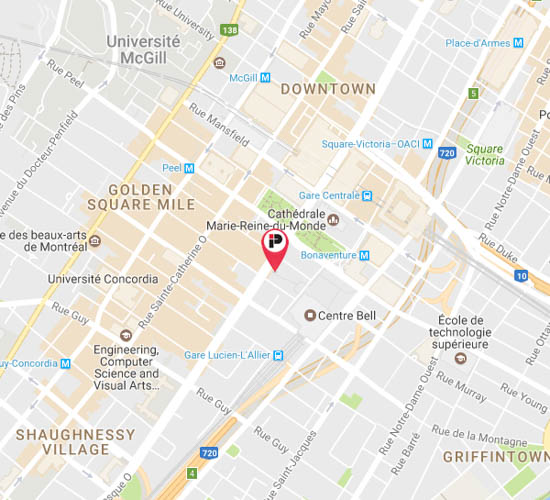 Rue University
Rue Mayor
138
Université
McGill
Place-d'Armes
Rue Peel
McGill
DOWNTOWN
5
Rue Mansfield
Square-Victoria–OACI
720
Square
Victoria
Avenue du Docteur-Penfield
des Pins
Peel
Gare Centrale
GOLDEN
SQUARE MILE
Cathédrale
Marie-Reine-du-Monde
Rue Notre-Dame Ouest
Rue Duke
e des beaux-arts
de Montréal
Rue Sainte-Catherine O
iP
Bonaventure
10
Université Concordia
Rue Guy
Centre Bell
École de
technologie
supérieure
Engineering,
Computer
Science and
Visual Arts...
Gare Lucien-L'Allier
uy-Concordia
Rue Guy
Rue Murray
Rue Young
Rue Notre-Dame Ouest
Rue Barré
Rue de la Montagne
SHAUGHNESSY
VILLAGE
Rue Guy
720
Rue Saint-Jacques
GRIFFINTOWN
4